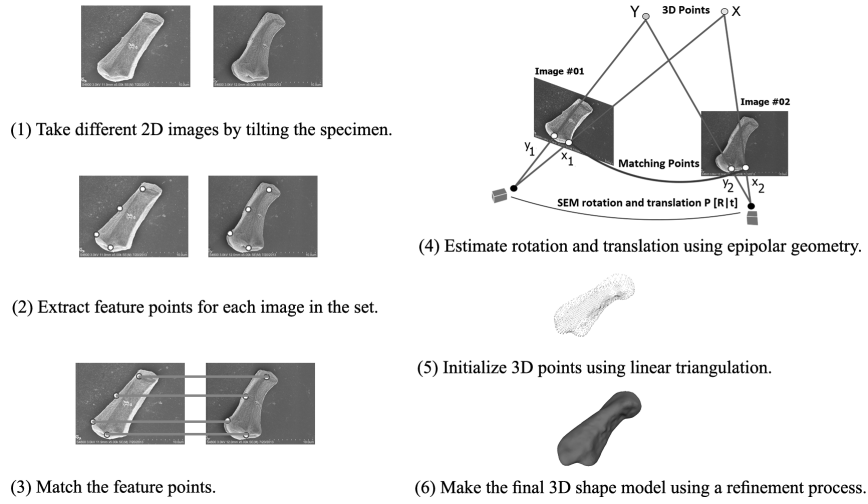 (1) Take different 2D images by tilting the specimen.
(2) Extract feature points for each image in the set.
(3) Match the feature points.
Y 3D Points X
Image #01
Image #02
y1 x1
Matching Points
y2 x2
SEM rotation and translation P [R|t]
(4) Estimate rotation and translation using epipolar geometry.
(5) Initialize 3D points using linear triangulation.
(6) Make the final 3D shape model using a refinement process.